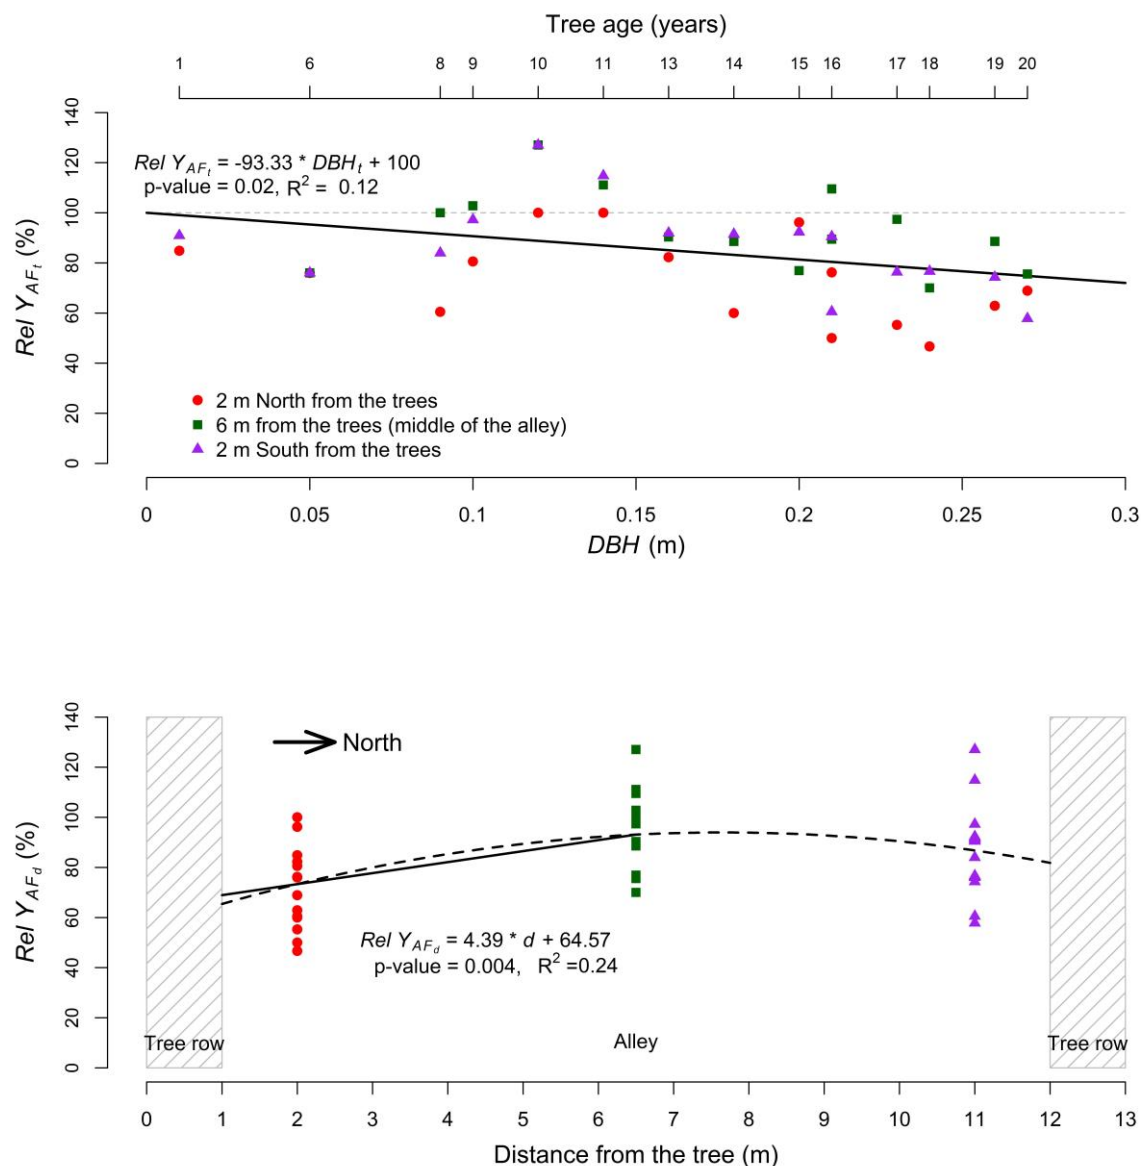 Tree age (years)
1 6 8 9 10 11 13 14 15 16 17 18 19 20
Rel Y_AF_t (%)
140
120
100
80
60
40
20
0
Rel Y_AF_t = -93.33 * DBH_t + 100
p-value = 0.02, R² = 0.12
2 m North from the trees
6 m from the trees (middle of the alley)
2 m South from the trees
0 0.05 0.1 0.15 0.2 0.25 0.3
DBH (m)
Rel Y_AF_d (%)
140
120
100
80
60
40
20
0
North
Rel Y_AF_d = 4.39 * d + 64.57
p-value = 0.004, R² =0.24
Tree row Alley Tree row
0 1 2 3 4 5 6 7 8 9 10 11 12 13
Distance from the tree (m)